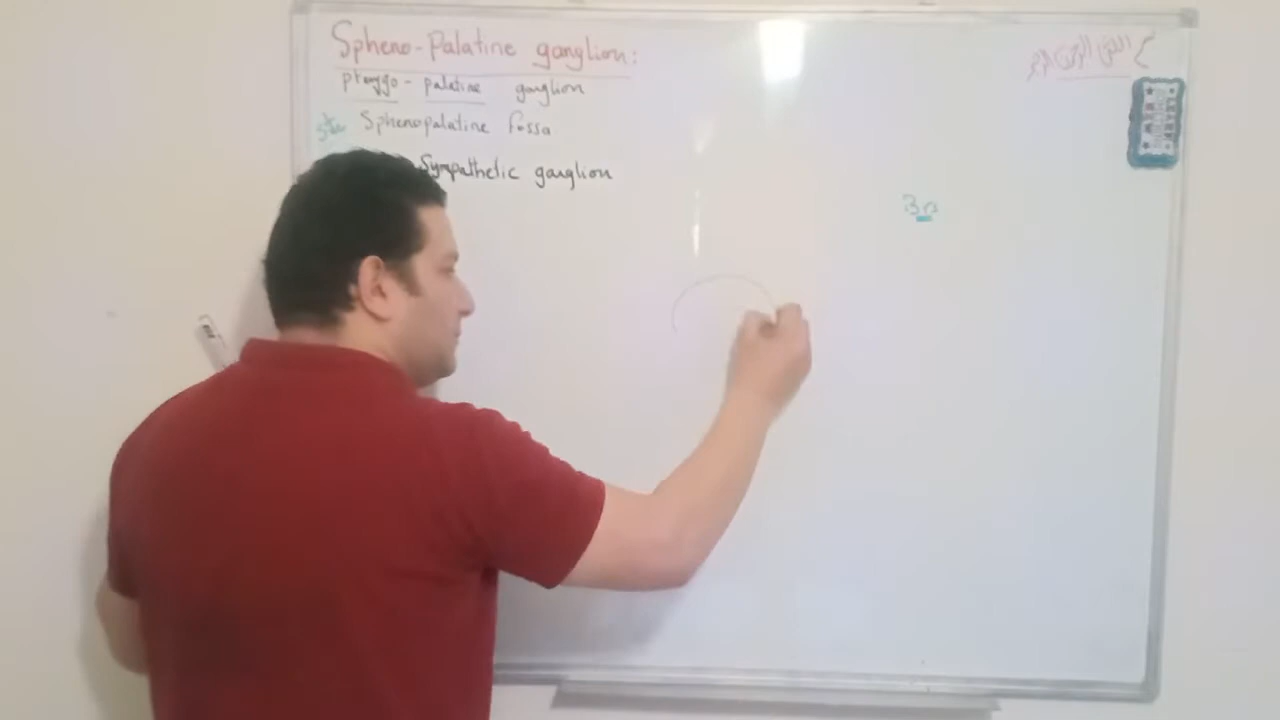 Spheno-Palatine ganglion:
pterygo-palatine ganglion
Sphenopalatine fossa
Sympathetic ganglion